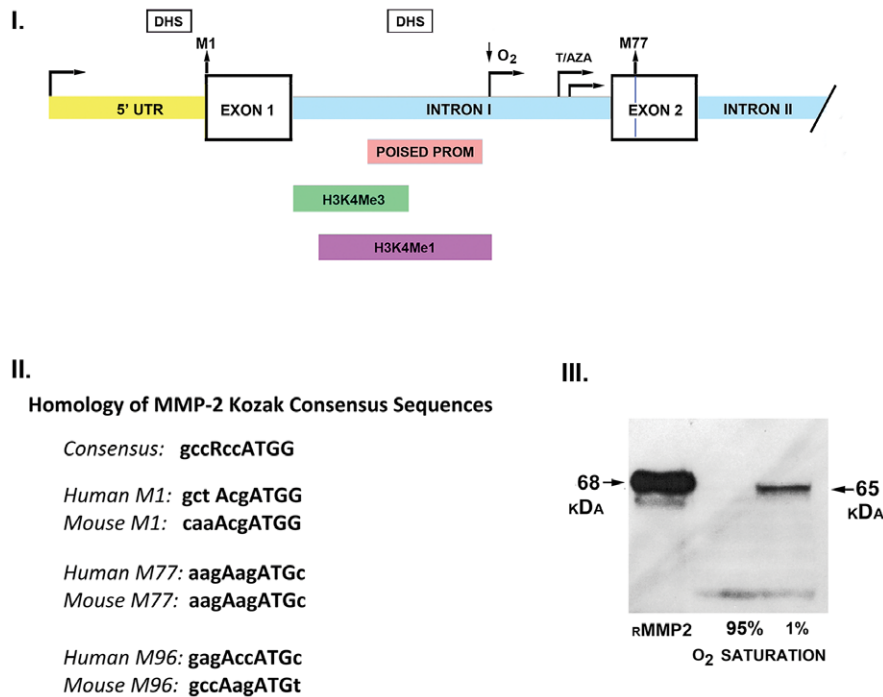 I.
DHS DHS
M1 O2 T/AZA M77
5' UTR EXON 1 INTRON I EXON 2 INTRON II
POISED PROM
H3K4Me3
H3K4Me1
II.
Homology of MMP-2 Kozak Consensus Sequences
Consensus: gccRccATGG
Human M1: gct AcgATGG
Mouse M1: caaAcgATGG
Human M77: aagAagATGc
Mouse M77: aagAagATGc
Human M96: gagAccATGc
Mouse M96: gccAagATGt
III.
68 65
KDA KDA
RMMP2 95% 1%
O2 SATURATION